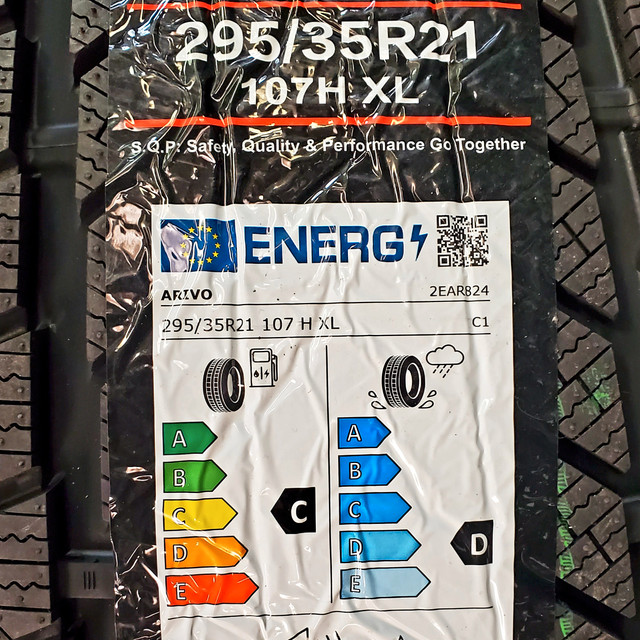 295/35R21
107H XL
S.Q.P: Safety, Quality & Performance Go Together
ENERG
ARIVO 2EAR824
295/35R21 107 H XL C1
A A
B B
C C C
D D D
E E